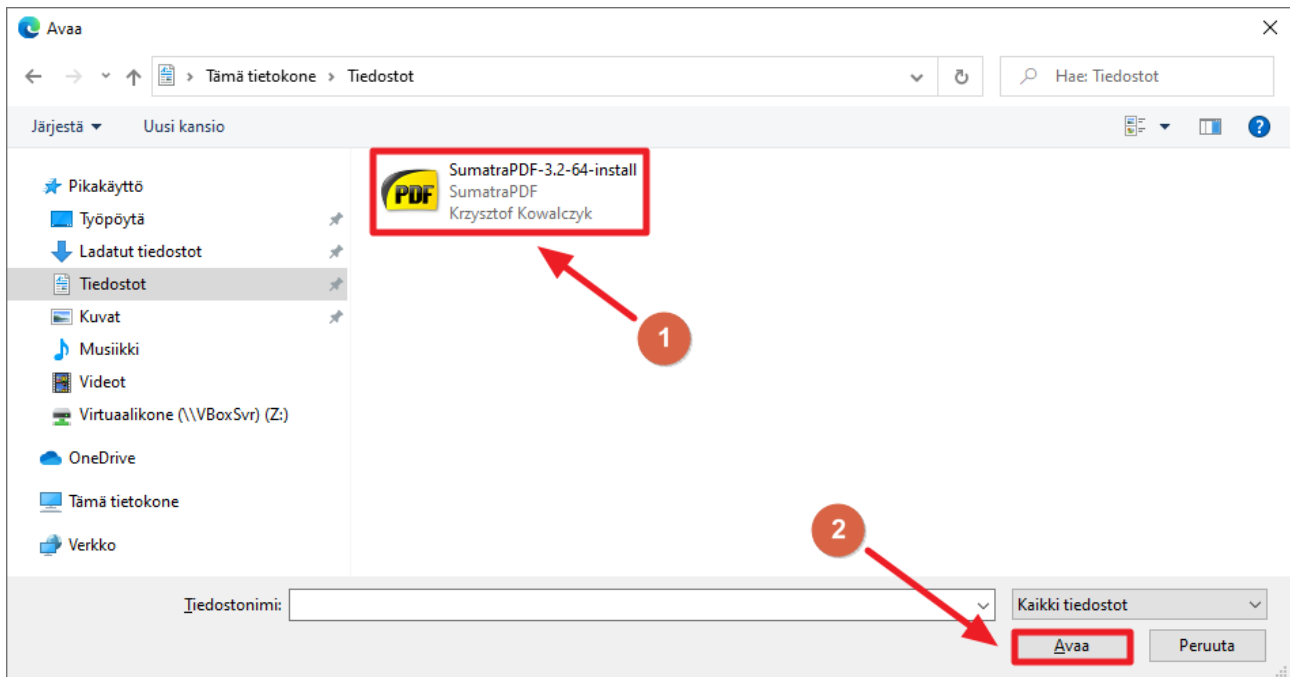 Avaa
Tämä tietokone > Tiedostot
Hae: Tiedostot
Järjestä
Uusi kansio
?
Pikakäyttö
Työpöytä
Ladatut tiedostot
Tiedostot
Kuvat
Musiikki
Videot
Virtuaalikone (\\VBoxSvr) (Z:)
OneDrive
Tämä tietokone
Verkko
PDF
SumatraPDF-3.2-64-install
SumatraPDF
Krzysztof Kowalczyk
1
2
Tiedostonimi:
Kaikki tiedostot
Avaa
Peruuta